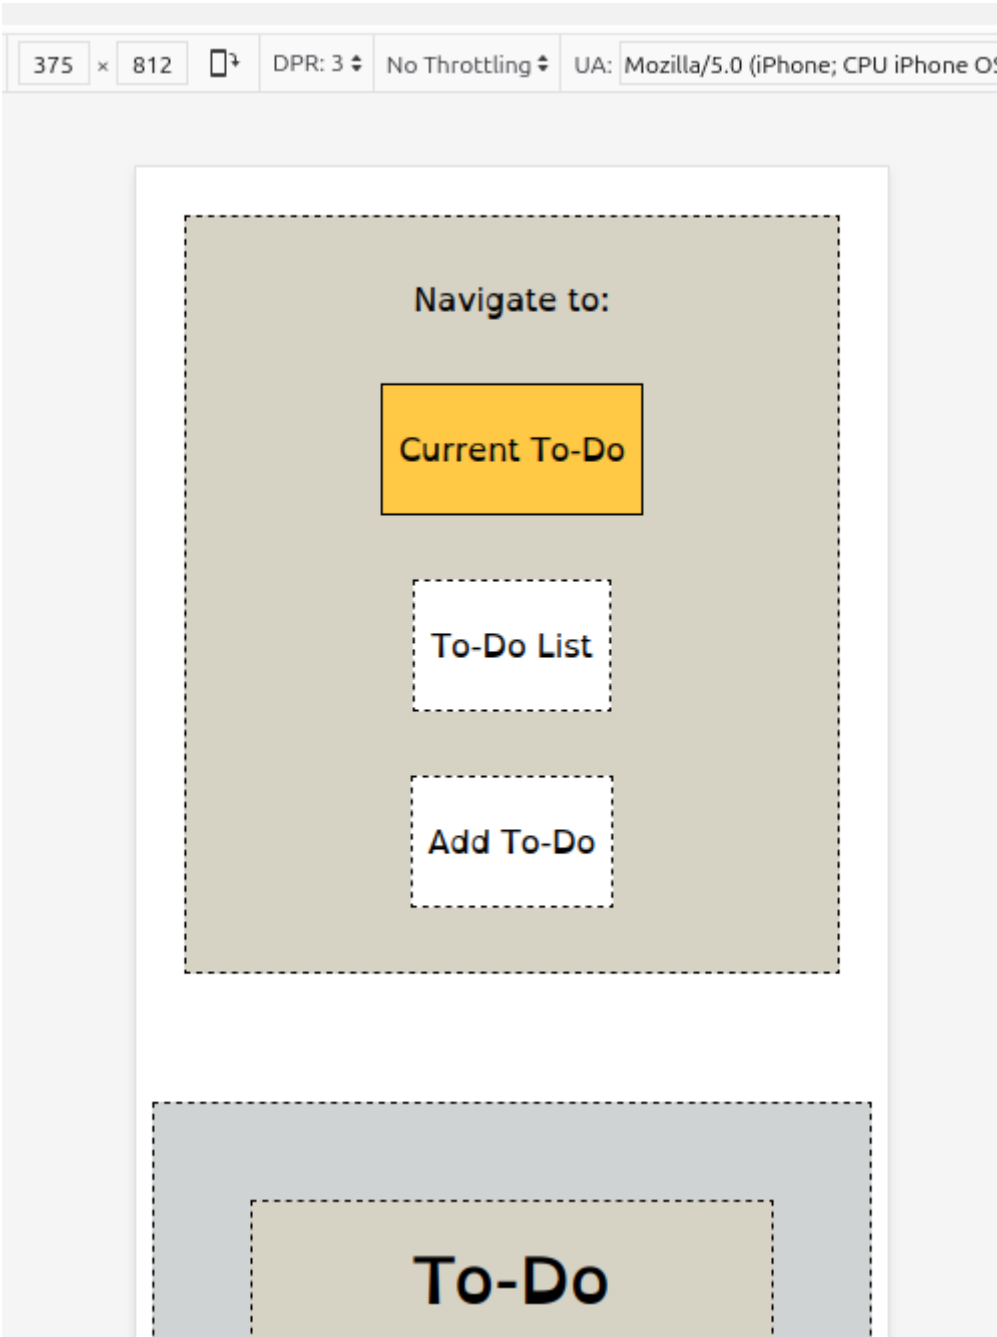 375 × 812 DPR: 3 No Throttling UA: Mozilla/5.0 (iPhone; CPU iPhone OS
Navigate to:
Current To-Do
To-Do List
Add To-Do
To-Do